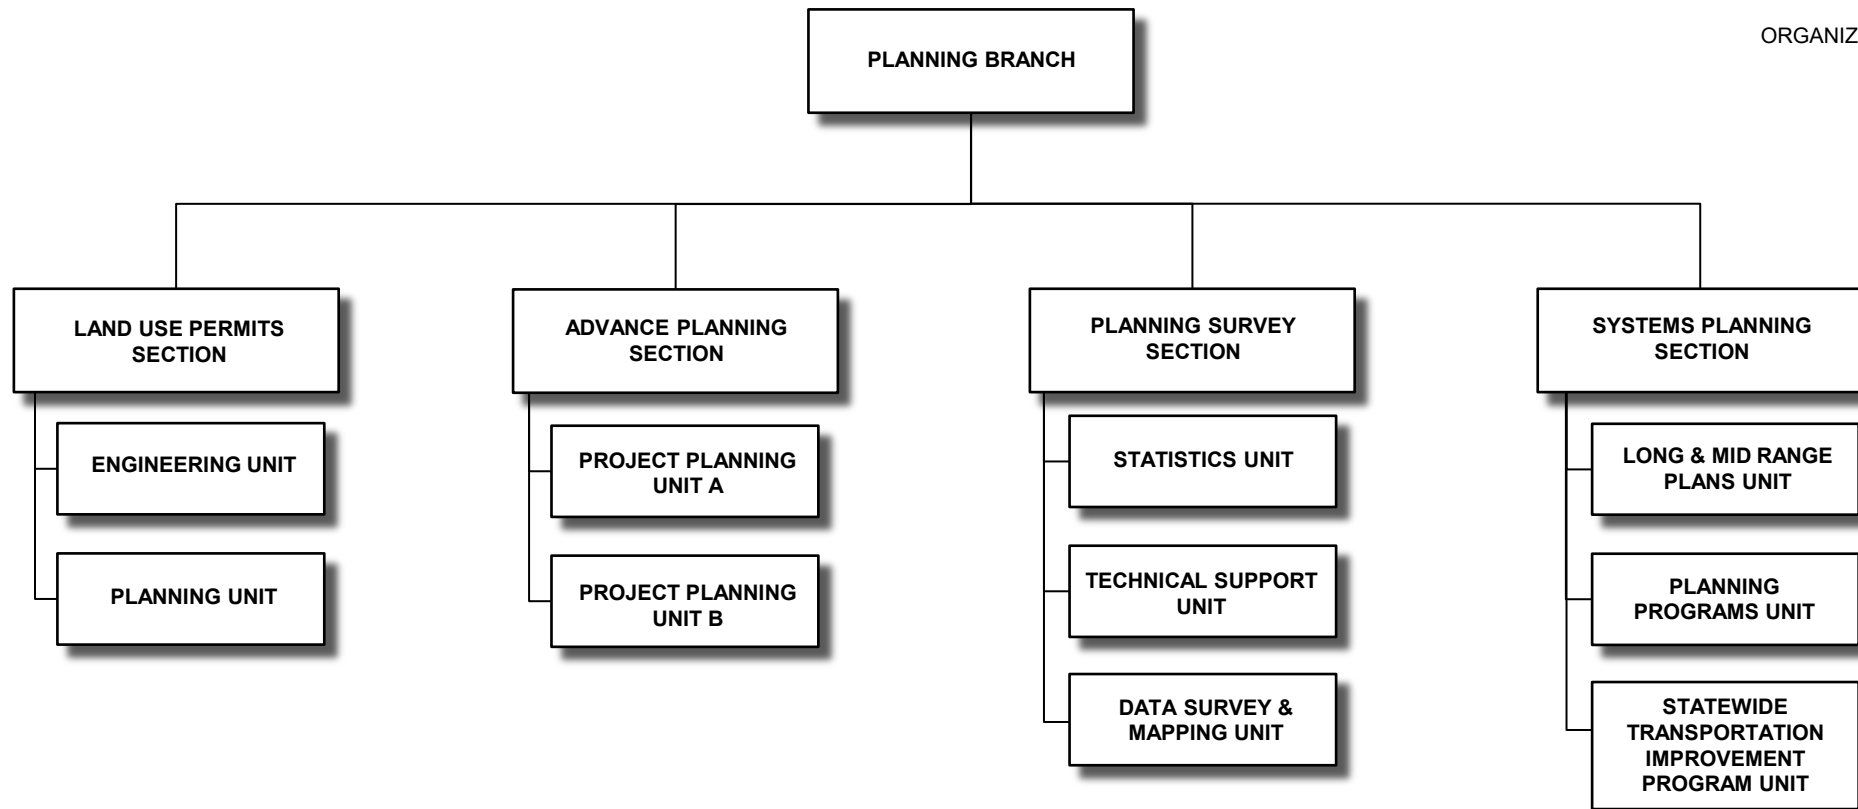 ORGANIZ
PLANNING BRANCH
LAND USE PERMITS
SECTION
ENGINEERING UNIT
PLANNING UNIT
ADVANCE PLANNING
SECTION
PROJECT PLANNING
UNIT A
PROJECT PLANNING
UNIT B
PLANNING SURVEY
SECTION
STATISTICS UNIT
TECHNICAL SUPPORT
UNIT
DATA SURVEY &
MAPPING UNIT
SYSTEMS PLANNING
SECTION
LONG & MID RANGE
PLANS UNIT
PLANNING
PROGRAMS UNIT
STATEWIDE
TRANSPORTATION
IMPROVEMENT
PROGRAM UNIT